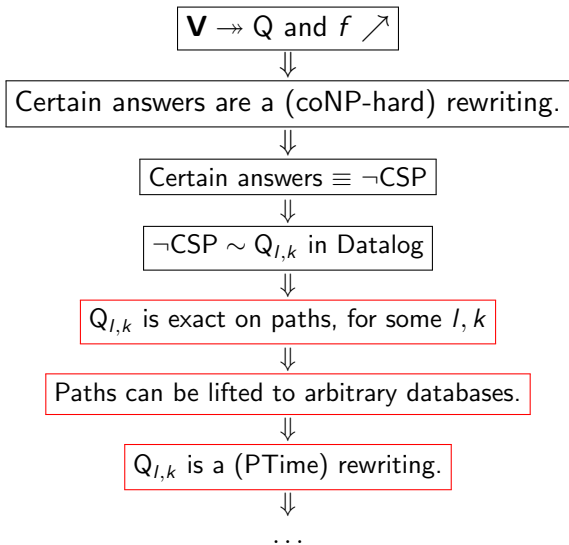 𝐕 ↠ Q and f ↗
⇓
Certain answers are a (coNP-hard) rewriting.
⇓
Certain answers ≡ ¬CSP
⇓
¬CSP ∼ Q_{l,k} in Datalog
⇓
Q_{l,k} is exact on paths, for some l, k
⇓
Paths can be lifted to arbitrary databases.
⇓
Q_{l,k} is a (PTime) rewriting.
⇓
...